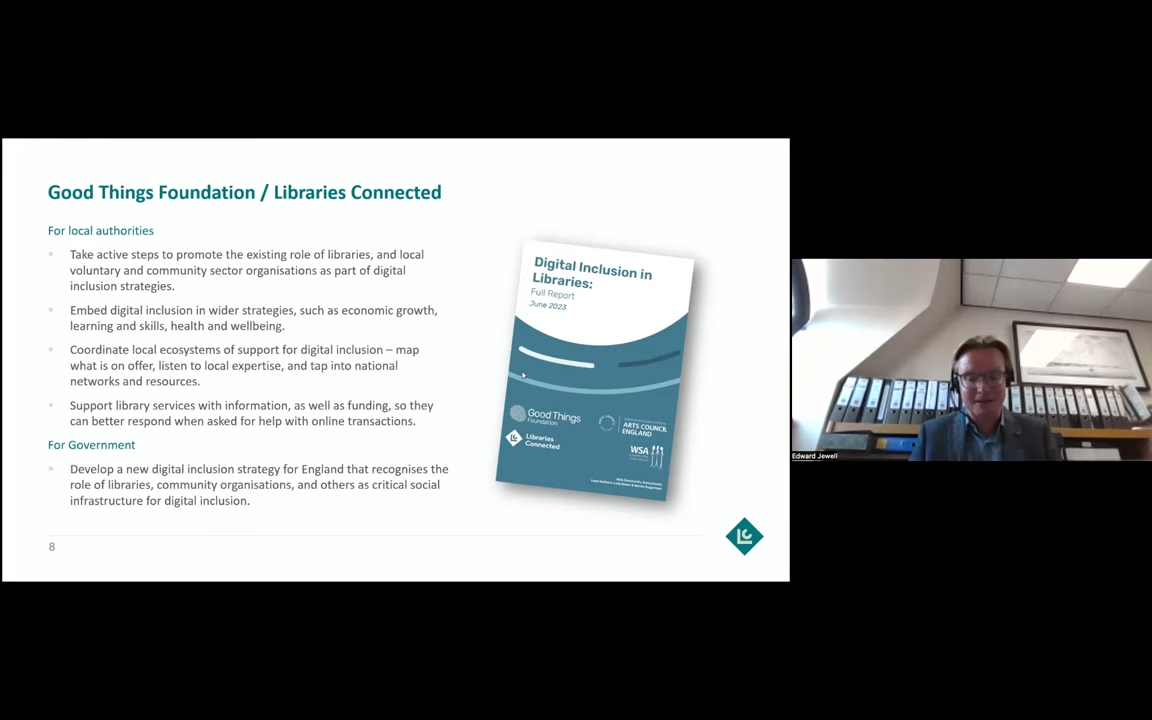 Good Things Foundation / Libraries Connected
For local authorities
Take active steps to promote the existing role of libraries, and local
voluntary and community sector organisations as part of digital
inclusion strategies.
Embed digital inclusion in wider strategies, such as economic growth,
learning and skills, health and wellbeing.
Coordinate local ecosystems of support for digital inclusion – map
what is on offer, listen to local expertise, and tap into national
networks and resources.
Support library services with information, as well as funding, so they
can better respond when asked for help with online transactions.
For Government
Develop a new digital inclusion strategy for England that recognises the
role of libraries, community organisations, and others as critical social
infrastructure for digital inclusion.
8
Digital Inclusion in
Libraries:
Full Report
June 2023
Good Things
Foundation
ARTS COUNCIL
ENGLAND
Libraries
Connected
WSA
Edward Jewell